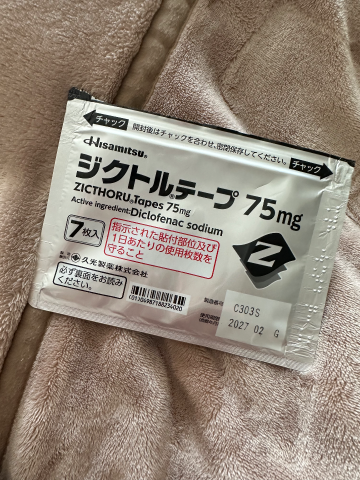 チャック
開封後はチャックを合わせ、密閉保存してください。
チャック
Hisamitsu®
ジクトル®テープ 75mg
ZICTHORU®Tapes 75mg
Active ingredient:Diclofenac sodium
7枚入
指示された貼付部位及び
1日あたりの使用枚数を
守ること
久光製薬株式会社
必ず裏面をお読み
ください。
製造番号
C303S
使用期限
2027 02 G